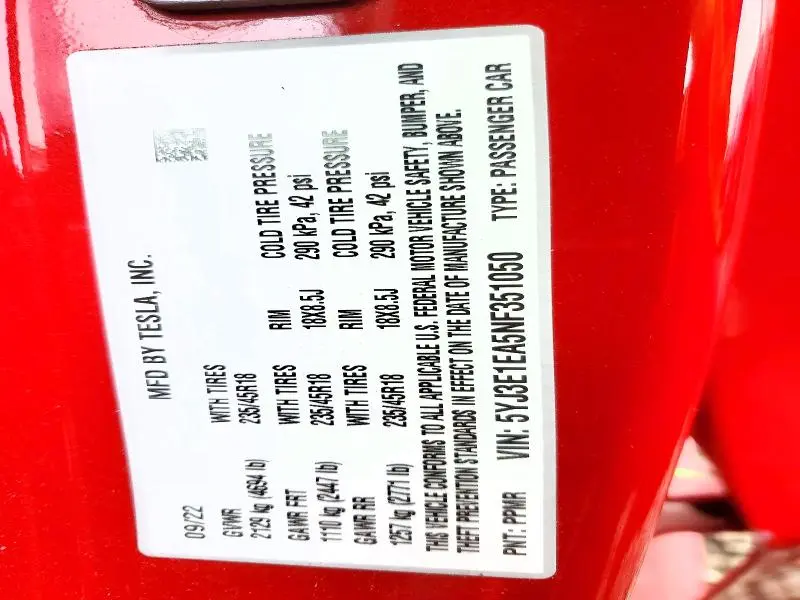 MFD BY TESLA, INC.
09/22
GVWR WITH TIRES
2129 kg (4694 lb) 235/45R18
GAWR FRT WITH TIRES RIM COLD TIRE PRESSURE
1110 kg (2447 lb) 235/45R18 18X8.5J 290 kPa, 42 psi
GAWR RR WITH TIRES RIM COLD TIRE PRESSURE
1257 kg (2771 lb) 235/45R18 18X8.5J 290 kPa, 42 psi
THIS VEHICLE CONFORMS TO ALL APPLICABLE U.S. FEDERAL MOTOR VEHICLE SAFETY, BUMPER, AND
THEFT PREVENTION STANDARDS IN EFFECT ON THE DATE OF MANUFACTURE SHOWN ABOVE.
PNT: PPMR VIN: 5YJ3E1EA5NF351050 TYPE: PASSENGER CAR